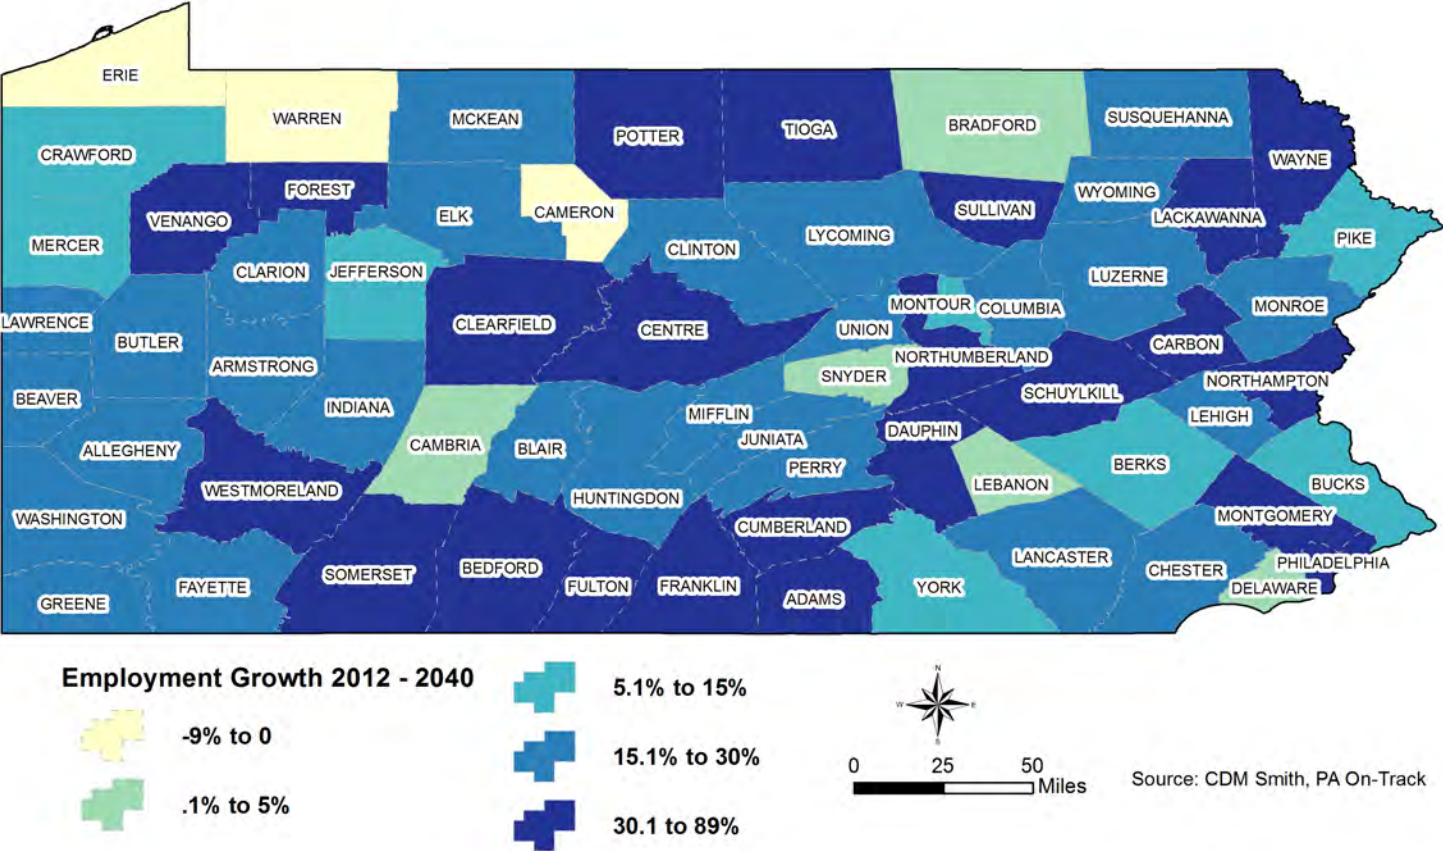 ERIE
WARREN
MCKEAN
POTTER
TIOGA
BRADFORD
SUSQUEHANNA
WAYNE
CRAWFORD
FOREST
VENANGO
ELK
CAMERON
SULLIVAN
WYOMING
LACKAWANNA
MERCER
CLARION
JEFFERSON
CLINTON
LYCOMING
LUZERNE
PIKE
LAWRENCE
BUTLER
CLEARFIELD
CENTRE
UNION
MONTOUR
COLUMBIA
MONROE
CARBON
ARMSTRONG
NORTHUMBERLAND
BEAVER
INDIANA
SNYDER
SCHUYLKILL
NORTHAMPTON
LEHIGH
ALLEGHENY
CAMBRIA
BLAIR
MIFFLIN
JUNIATA
DAUPHIN
PERRY
BERKS
WESTMORELAND
HUNTINGDON
LEBANON
BUCKS
WASHINGTON
CUMBERLAND
MONTGOMERY
GREENE
FAYETTE
SOMERSET
BEDFORD
FULTON
FRANKLIN
ADAMS
YORK
LANCASTER
CHESTER
PHILADELPHIA
DELAWARE
Employment Growth 2012 - 2040
-9% to 0
.1% to 5%
5.1% to 15%
15.1% to 30%
30.1 to 89%
N
W
E
S
0 25 50
Miles
Source: CDM Smith, PA On-Track